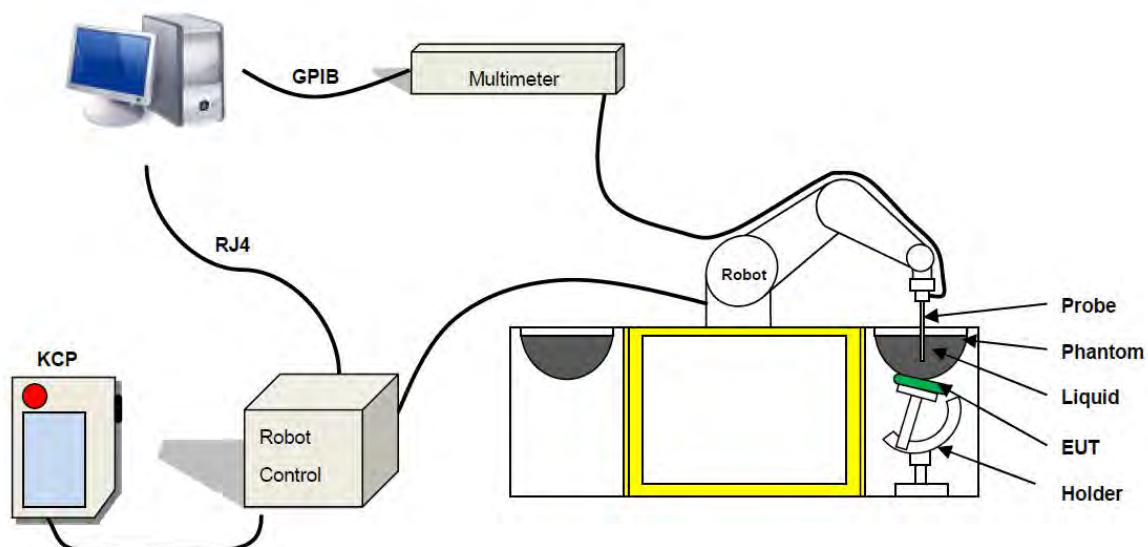 GPIB
Multimeter
RJ4
Robot
Probe
Phantom
Liquid
EUT
Holder
KCP
Robot
Control